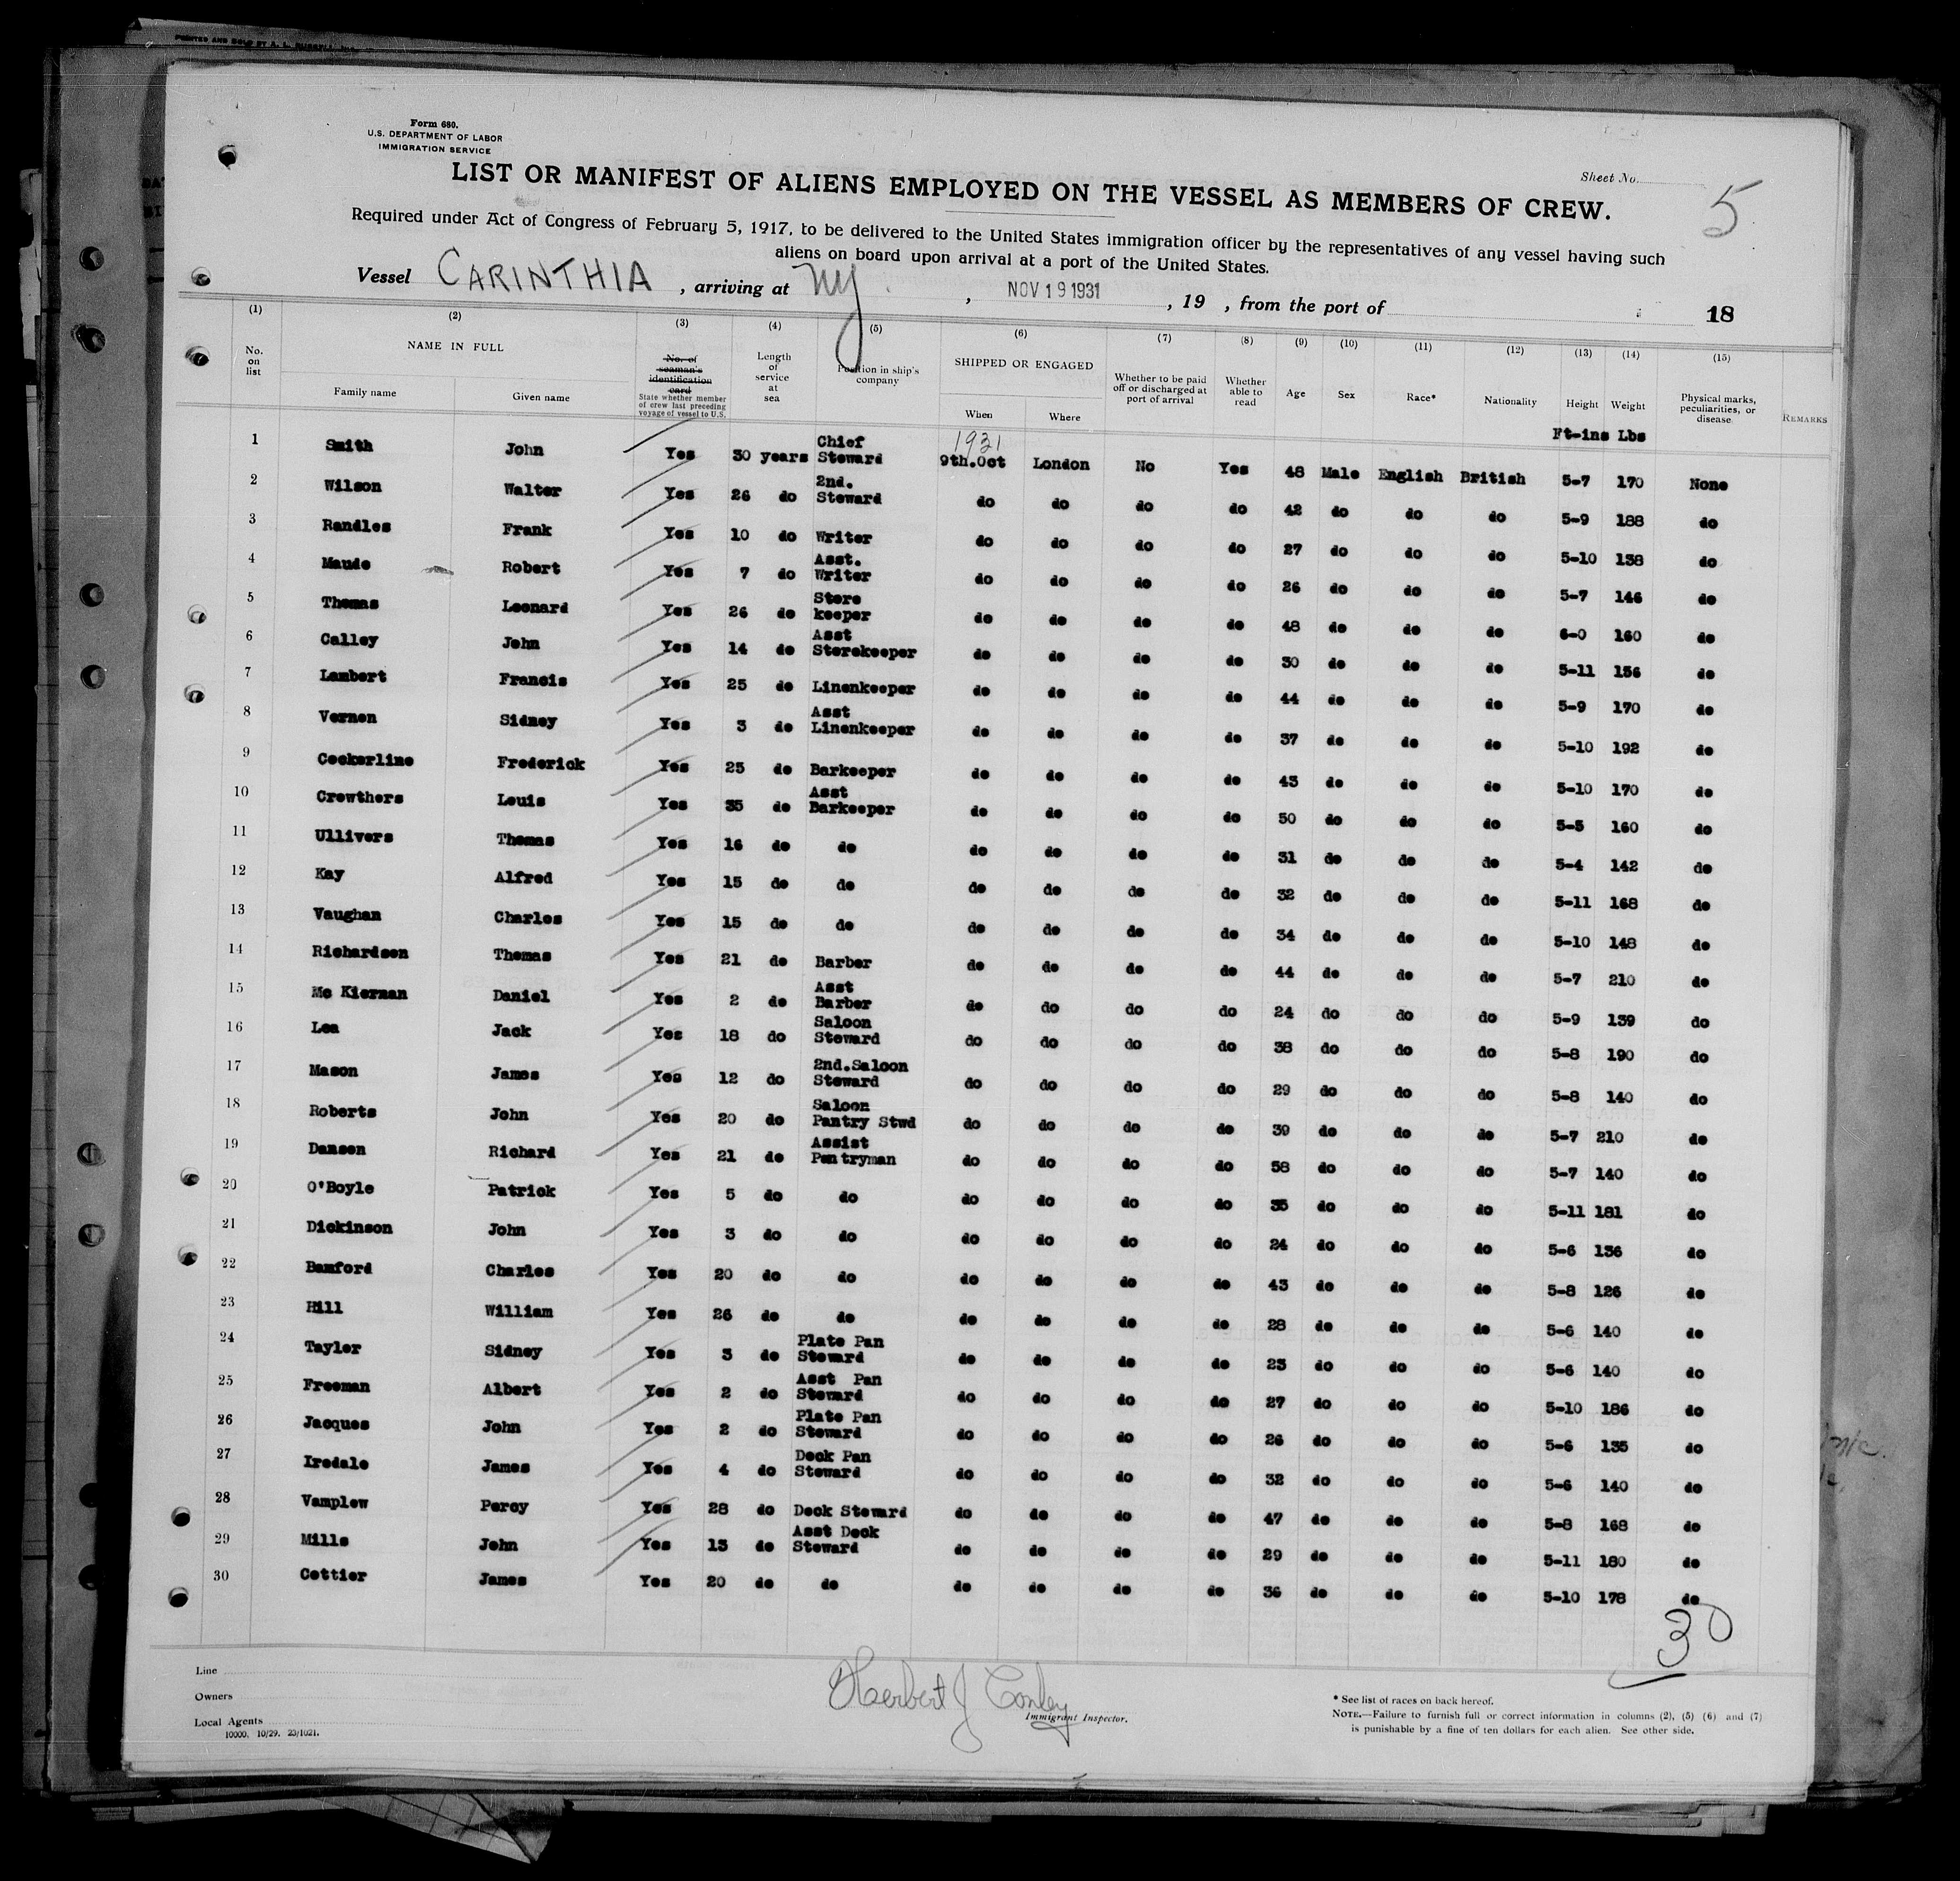 Form 680.
U.S. DEPARTMENT OF LABOR
IMMIGRATION SERVICE
LIST OR MANIFEST OF ALIENS EMPLOYED ON THE VESSEL AS MEMBERS OF CREW.
Sheet No. 5
Required under Act of Congress of February 5, 1917, to be delivered to the United States immigration officer by the representatives of any vessel having such
aliens on board upon arrival at a port of the United States.
Vessel CARINTHIA, arriving at NY, NOV 19 1931, 19 , from the port of 18
(1) (2) (3) (4) (5) (6) (7) (8) (9) (10) (11) (12) (13) (14) (15)
No. on list NAME IN FULL Family name Given name No. of seaman's identification card State whether member of crew last preceding voyage of vessel to U.S. Length of service at sea Position in ship's company SHIPPED OR ENGAGED When Where Whether to be paid off or discharged at port of arrival Whether able to read Age Sex Race* Nationality Height Weight Physical marks, peculiarities, or disease REMARKS
Ft-ins Lbs
1931
1 Smith John Yes 30 years Chief Steward 9th.Oct London No Yes 48 Male English British 5-7 170 None
2 Wilson Walter Yes 26 do 2nd. Steward do do do do 42 do do do 5-9 188 do
3 Randles Frank Yes 10 do Writer do do do do 27 do do do 5-10 138 do
4 Maude Robert Yes 7 do Asst. Writer do do do do 26 do do do 5-7 146 do
5 Thomas Leonard Yes 26 do Store keeper do do do do 48 do do do 6-0 160 do
6 Calley John Yes 14 do Asst Storekeeper do do do do 30 do do do 5-11 156 do
7 Lambert Francis Yes 25 do Linenkeeper do do do do 44 do do do 5-9 170 do
8 Vernon Sidney Yes 3 do Asst Linenkeeper do do do do 37 do do do 5-10 192 do
9 Cockerline Frederick Yes 25 do Barkeeper do do do do 43 do do do 5-10 170 do
10 Crowthers Louis Yes 35 do Asst Barkeeper do do do do 50 do do do 5-5 160 do
11 Ullivers Thomas Yes 16 do do do do do do 31 do do do 5-4 142 do
12 Kay Alfred Yes 15 do do do do do do 32 do do do 5-11 168 do
13 Vaughan Charles Yes 15 do do do do do do 34 do do do 5-10 148 do
14 Richardson Thomas Yes 21 do Barber do do do do 44 do do do 5-7 210 do
15 Mc Kiernan Daniel Yes 2 do Asst Barber do do do do 24 do do do 5-9 139 do
16 Lea Jack Yes 18 do Saloon Steward do do do do 38 do do do 5-8 190 do
17 Mason James Yes 12 do 2nd.Saloon Steward do do do do 29 do do do 5-8 140 do
18 Roberts John Yes 20 do Saloon Pantry Stwd do do do do 39 do do do 5-7 210 do
19 Danson Richard Yes 21 do Assist Pantryman do do do do 58 do do do 5-7 140 do
20 O'Boyle Patrick Yes 5 do do do do do do 35 do do do 5-11 181 do
21 Dickinson John Yes 3 do do do do do do 24 do do do 5-6 136 do
22 Bamford Charles Yes 20 do do do do do do 43 do do do 5-8 126 do
23 Hill William Yes 26 do do do do do do 28 do do do 5-6 140 do
24 Tayler Sidney Yes 3 do Plate Pan Steward do do do do 23 do do do 5-6 140 do
25 Freeman Albert Yes 2 do Asst Pan Steward do do do do 27 do do do 5-10 186 do
26 Jacques John Yes 2 do Plate Pan Steward do do do do 26 do do do 5-6 135 do
27 Iredale James Yes 4 do Deck Pan Steward do do do do 32 do do do 5-6 140 do
28 Vamplew Percy Yes 28 do Deck Steward do do do do 47 do do do 5-8 168 do
29 Mills John Yes 13 do Asst Deck Steward do do do do 29 do do do 5-11 180 do
30 Cottier James Yes 20 do do do do do do 36 do do do 5-10 178 do
30
Line
Owners
Local Agents
10000. 10/29. 23/1021.
Herbert J Conley
Immigrant Inspector.
* See list of races on back hereof.
NOTE.—Failure to furnish full or correct information in columns (2), (5) (6) and (7)
is punishable by a fine of ten dollars for each alien. See other side.